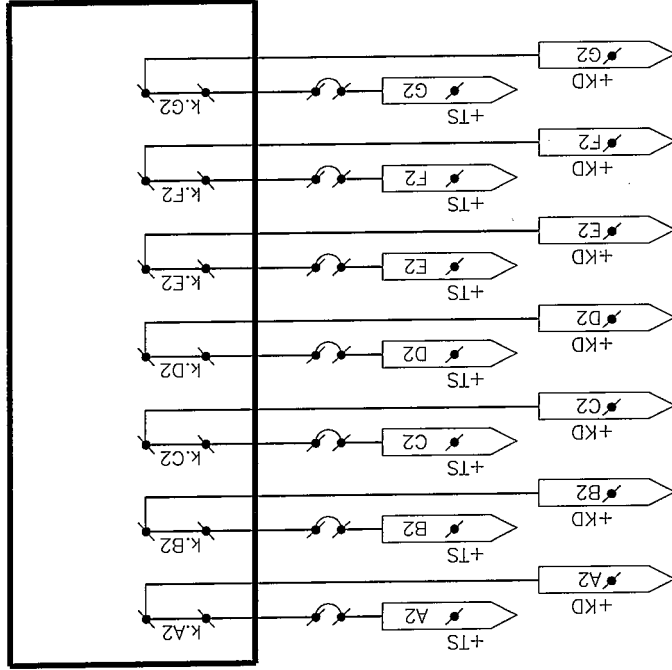 +TS
A2
k.A2
+KD
A2
+TS
B2
k.B2
+KD
B2
+TS
C2
k.C2
+KD
C2
+TS
D2
k.D2
+KD
D2
+TS
E2
k.E2
+KD
E2
+TS
F2
k.F2
+KD
F2
+TS
G2
k.G2
+KD
G2